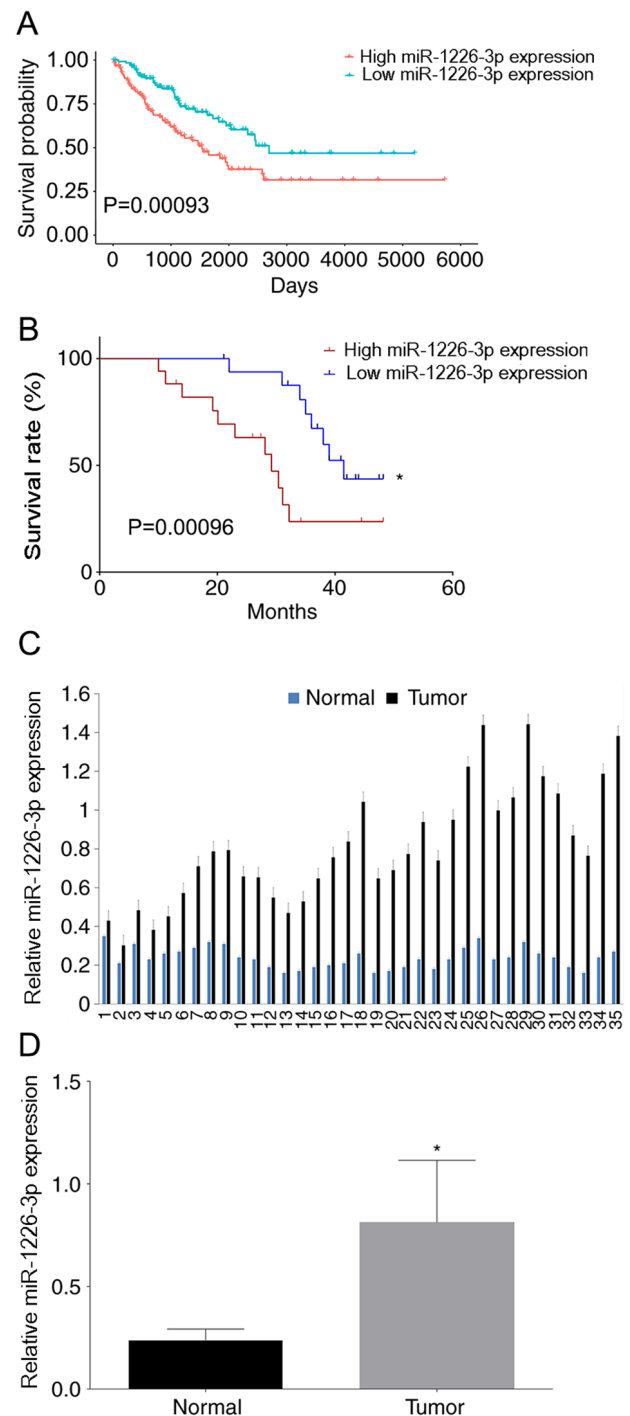 A
High miR-1226-3p expression
Low miR-1226-3p expression
Survival probability
1.00
0.75
0.50
0.25
0.00
P=0.00093
0 1000 2000 3000 4000 5000 6000
Days
B
High miR-1226-3p expression
Low miR-1226-3p expression
Survival rate (%)
100
50
0
*
P=0.00096
0 20 40 60
Months
C
Normal Tumor
Relative miR-1226-3p expression
1.6
1.4
1.2
1
0.8
0.6
0.4
0.2
0
1 2 3 4 5 6 7 8 9 10 11 12 13 14 15 16 17 18 19 20 21 22 23 24 25 26 27 28 29 30 31 32 33 34 35
D
Relative miR-1226-3p expression
1.5
1.0
0.5
0.0
*
Normal Tumor